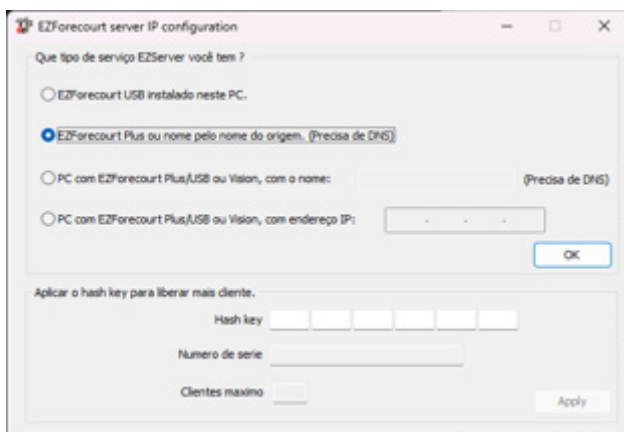 EZForecourt server IP configuration
Que tipo de serviço EZServer você tem ?
EZForecourt USB instalado neste PC.
EZForecourt Plus ou nome pelo nome do origem. (Precisa de DNS)
PC com EZForecourt Plus/USB ou Vision, com o nome: (Precisa de DNS)
PC com EZForecourt Plus/USB ou Vision, com endereço IP: . . .
OK
Aplicar o hash key para liberar mais cliente.
Hash key
Numero de serie
Clientes maximo
Apply